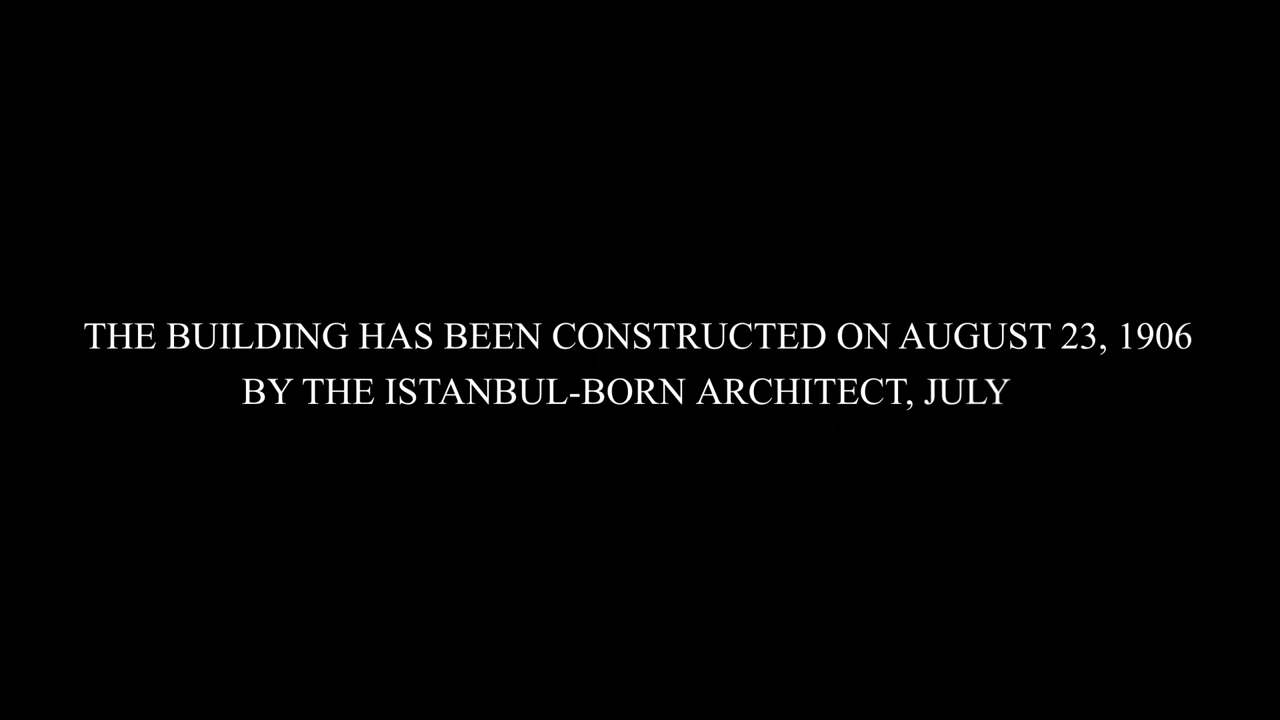 THE BUILDING HAS BEEN CONSTRUCTED ON AUGUST 23, 1906
BY THE ISTANBUL-BORN ARCHITECT, JULY